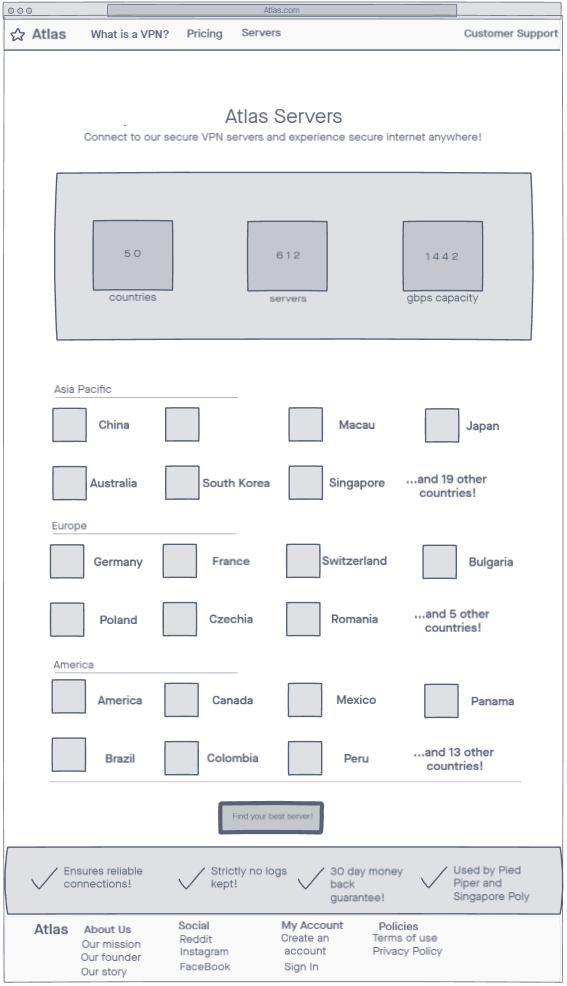 Atlas.com
Atlas What is a VPN? Pricing Servers Customer Support
Atlas Servers
Connect to our secure VPN servers and experience secure internet anywhere!
50 612 1442
countries servers gbps capacity
Asia Pacific
China Macau Japan
Australia South Korea Singapore ...and 19 other
countries!
Europe
Germany France Switzerland Bulgaria
Poland Czechia Romania ...and 5 other
countries!
America
America Canada Mexico Panama
Brazil Colombia Peru ...and 13 other
countries!
Find your best server!
Ensures reliable
connections!
Strictly no logs
kept!
30 day money
back
guarantee!
Used by Pied
Piper and
Singapore Poly
Atlas
About Us
Our mission
Our founder
Our story
Social
Reddit
Instagram
FaceBook
My Account
Create an
account
Sign In
Policies
Terms of use
Privacy Policy